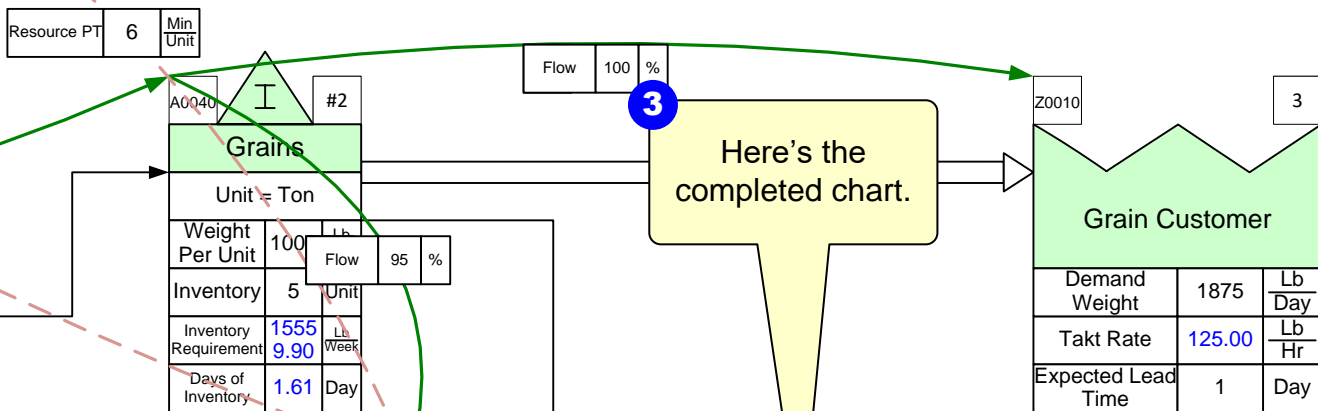 Resource PT 6 Min Unit
Flow 100 %
3
A0040 I #2
Z0010 3
Grains
Here's the
completed chart.
Unit = Ton
Grain Customer
Weight
Per Unit
100 Lb
Flow 95 %
Inventory 5 Unit
Inventory
Requirement
1555
9.90
Lb
Week
Days of
Inventory
1.61 Day
Demand
Weight
1875 Lb
Day
Takt Rate 125.00 Lb
Hr
Expected Lead
Time
1 Day